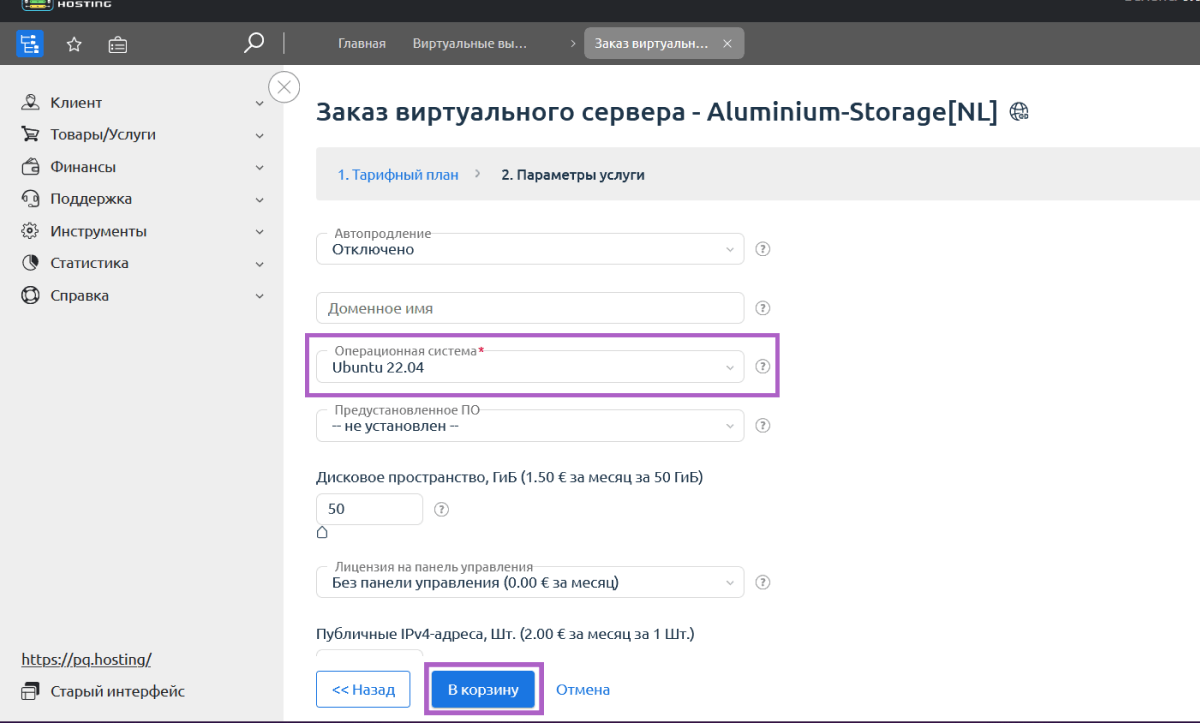 HOSTING
Главная
Виртуальные вы...
Заказ виртуальн...
Клиент
Товары/Услуги
Финансы
Поддержка
Инструменты
Статистика
Справка
https://pq.hosting/
Старый интерфейс
Заказ виртуального сервера - Aluminium-Storage[NL]
1. Тарифный план
2. Параметры услуги
Автопродление
Отключено
Доменное имя
Операционная система*
Ubuntu 22.04
Предустановленное ПО
-- не установлен --
Дисковое пространство, ГиБ (1.50 € за месяц за 50 ГиБ)
50
Лицензия на панель управления
Без панели управления (0.00 € за месяц)
Публичные IPv4-адреса, Шт. (2.00 € за месяц за 1 Шт.)
<< Назад
В корзину
Отмена